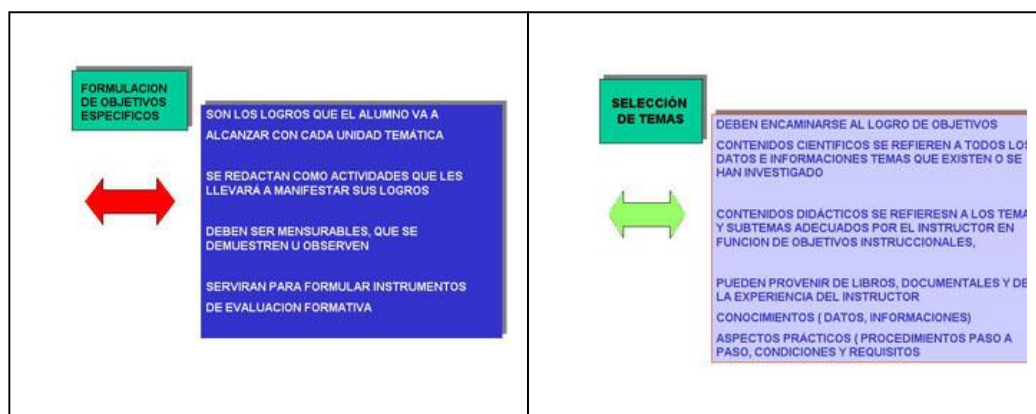 FORMULACION
DE OBJETIVOS
ESPECIFICOS
SON LOS LOGROS QUE EL ALUMNO VA A
ALCANZAR CON CADA UNIDAD TEMÁTICA
SE REDACTAN COMO ACTIVIDADES QUE LES
LLEVARÁ A MANIFESTAR SUS LOGROS
DEBEN SER MENSURABLES, QUE SE
DEMUESTREN U OBSERVEN
SERVIRAN PARA FORMULAR INSTRUMENTOS
DE EVALUACION FORMATIVA
SELECCIÓN
DE TEMAS
DEBEN ENCAMINARSE AL LOGRO DE OBJETIVOS
CONTENIDOS CIENTIFICOS SE REFIEREN A TODOS LOS
DATOS E INFORMACIONES TEMAS QUE EXISTEN O SE
HAN INVESTIGADO
CONTENIDOS DIDÁCTICOS SE REFIERESN A LOS TEMA
Y SUBTEMAS ADECUADOS POR EL INSTRUCTOR EN
FUNCION DE OBJETIVOS INSTRUCCIONALES,
PUEDEN PROVENIR DE LIBROS, DOCUMENTALES Y DE
LA EXPERIENCIA DEL INSTRUCTOR
CONOCIMIENTOS ( DATOS, INFORMACIONES)
ASPECTOS PRÁCTICOS ( PROCEDIMIENTOS PASO A
PASO, CONDICIONES Y REQUISITOS